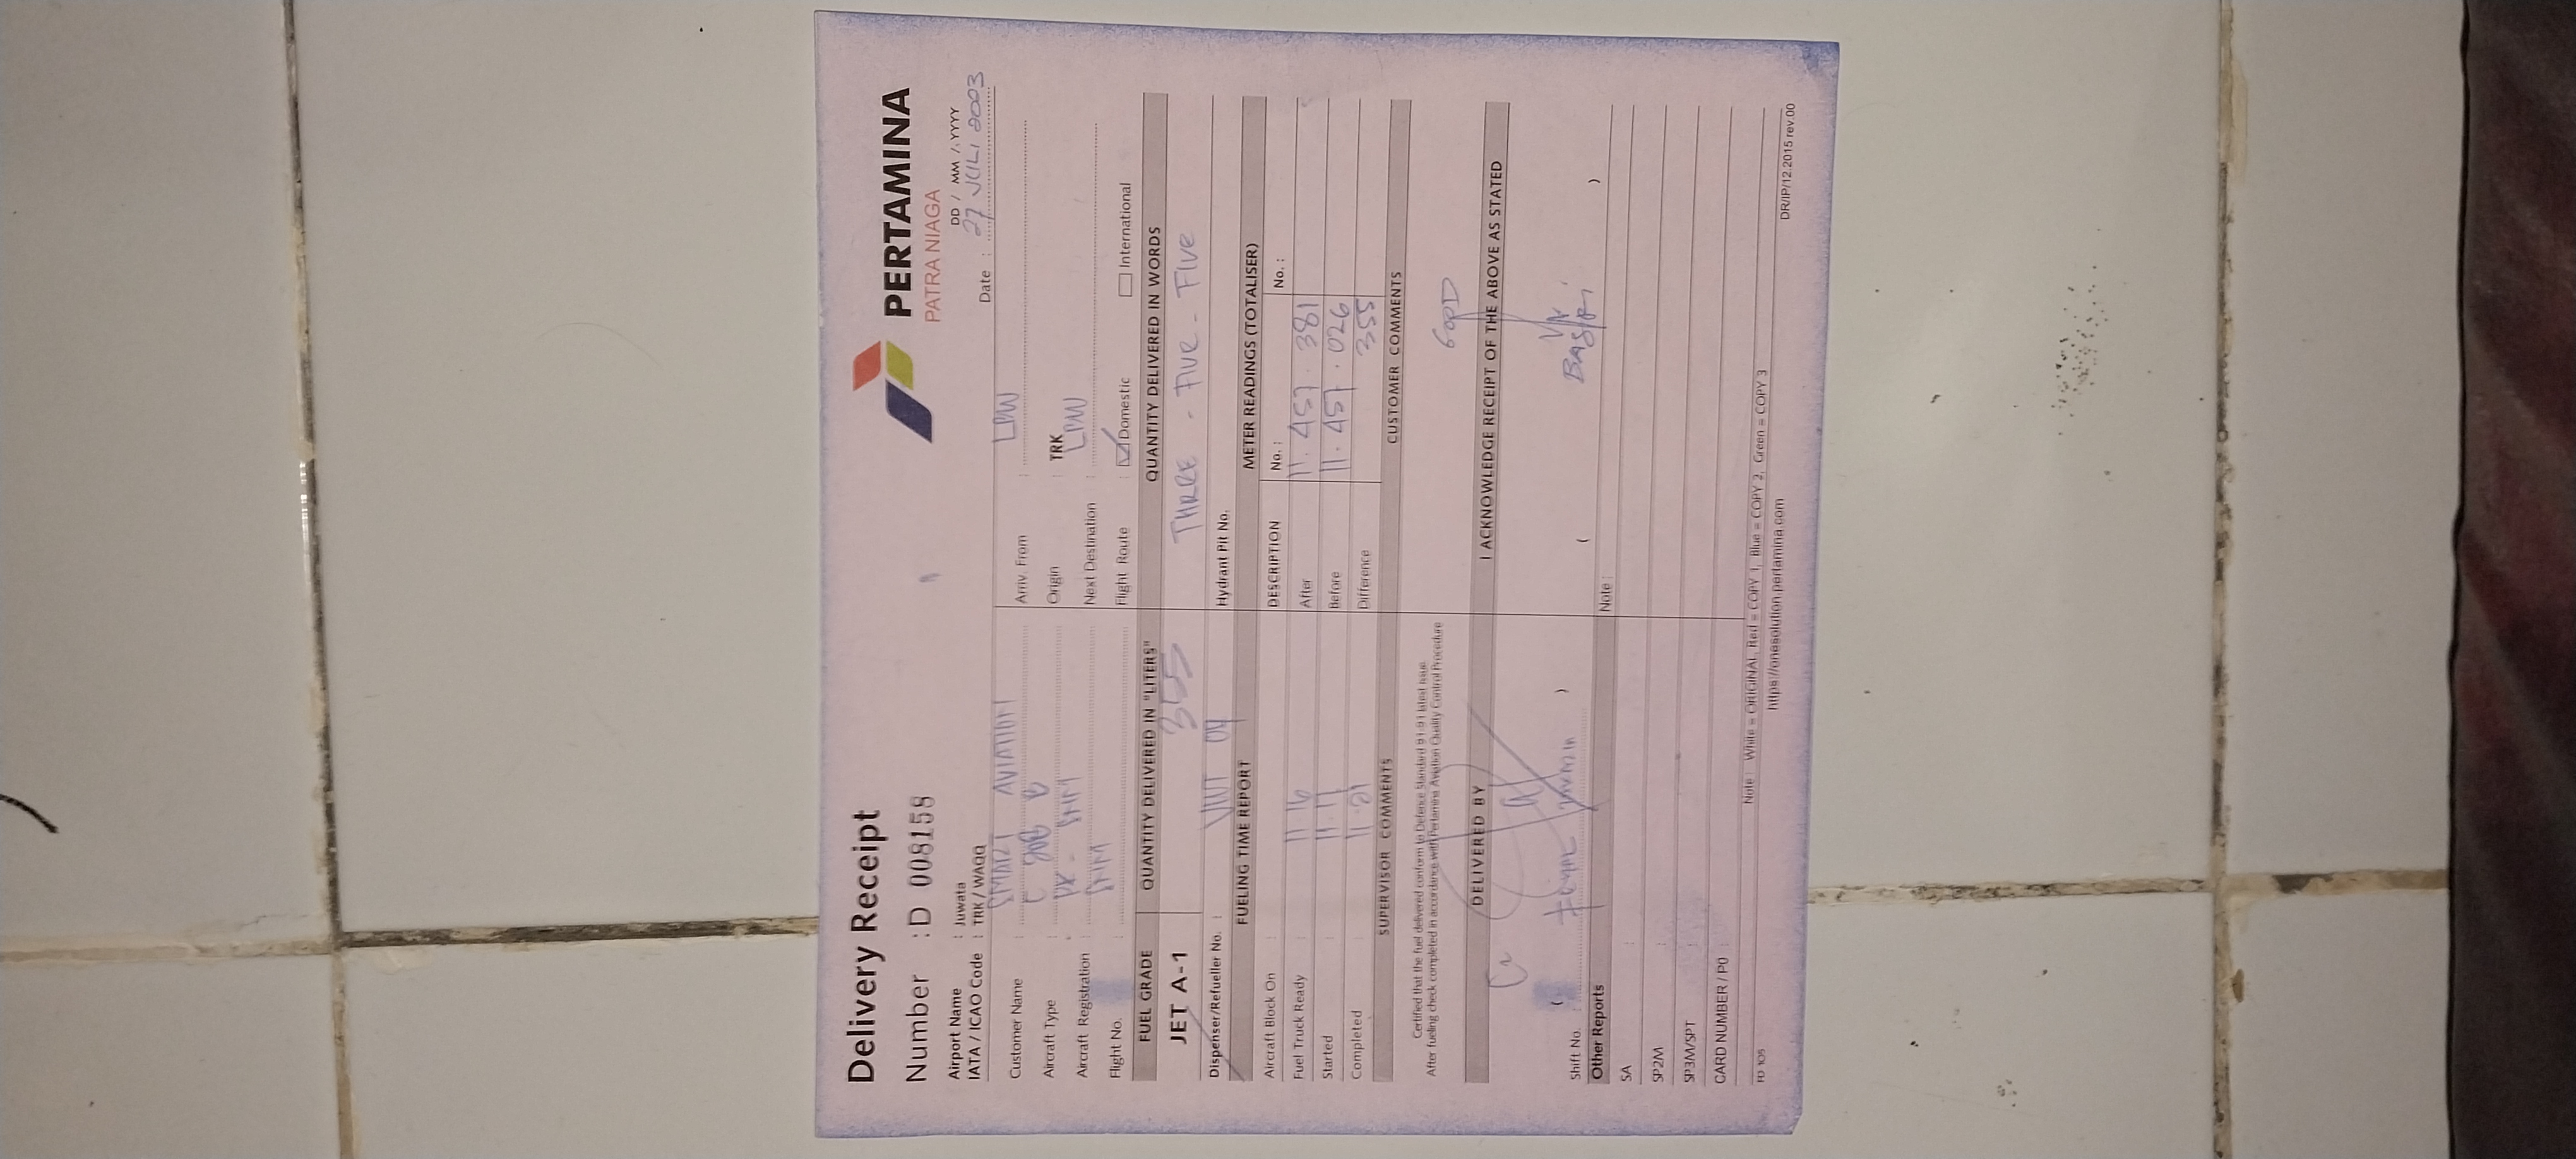 Delivery Receipt
Number : D 008158
PERTAMINA
PATRA NIAGA
Airport Name : Juwata
IATA / ICAO Code : TRK / WAQQ
DD / MM / YYYY
Date : 27 JULI 2003
Customer Name : SMART AVIATION
Aircraft Type : C 208 B
Aircraft Registration : PK - SNM
Flight No. : SNM
Arriv. From : LBW
Origin : TRK
Next Destination : LBW
Flight Route : Domestic International
FUEL GRADE
QUANTITY DELIVERED IN "LITERS"
QUANTITY DELIVERED IN WORDS
JET A-1
355
THREE - FIVE - FIVE
Dispenser/Refueller No. :
Hydrant Pit No.
FUELING TIME REPORT
METER READINGS (TOTALISER)
Aircraft Block On :
DESCRIPTION No. : No. :
Fuel Truck Ready : 11 16
After 11.457.381
Started : 11.17
Before 11.457.026
Completed : 11.21
Difference 355
SUPERVISOR COMMENTS
CUSTOMER COMMENTS
Certified that the fuel delivered conform to Defence Standard 91-91 latest issue.
After fueling check completed in accordance with Pertamina Aviation Quality Control Procedure
GOOD
DELIVERED BY
I ACKNOWLEDGE RECEIPT OF THE ABOVE AS STATED
Shift No. : ( )
( )
Other Reports
Note :
SA :
SP2M :
SP3M/SPT :
CARD NUMBER / PO :
Note : White = ORIGINAL, Red = COPY 1, Blue = COPY 2, Green = COPY 3
https://onesolution.pertamina.com
DR/IP/12.2015 rev.00